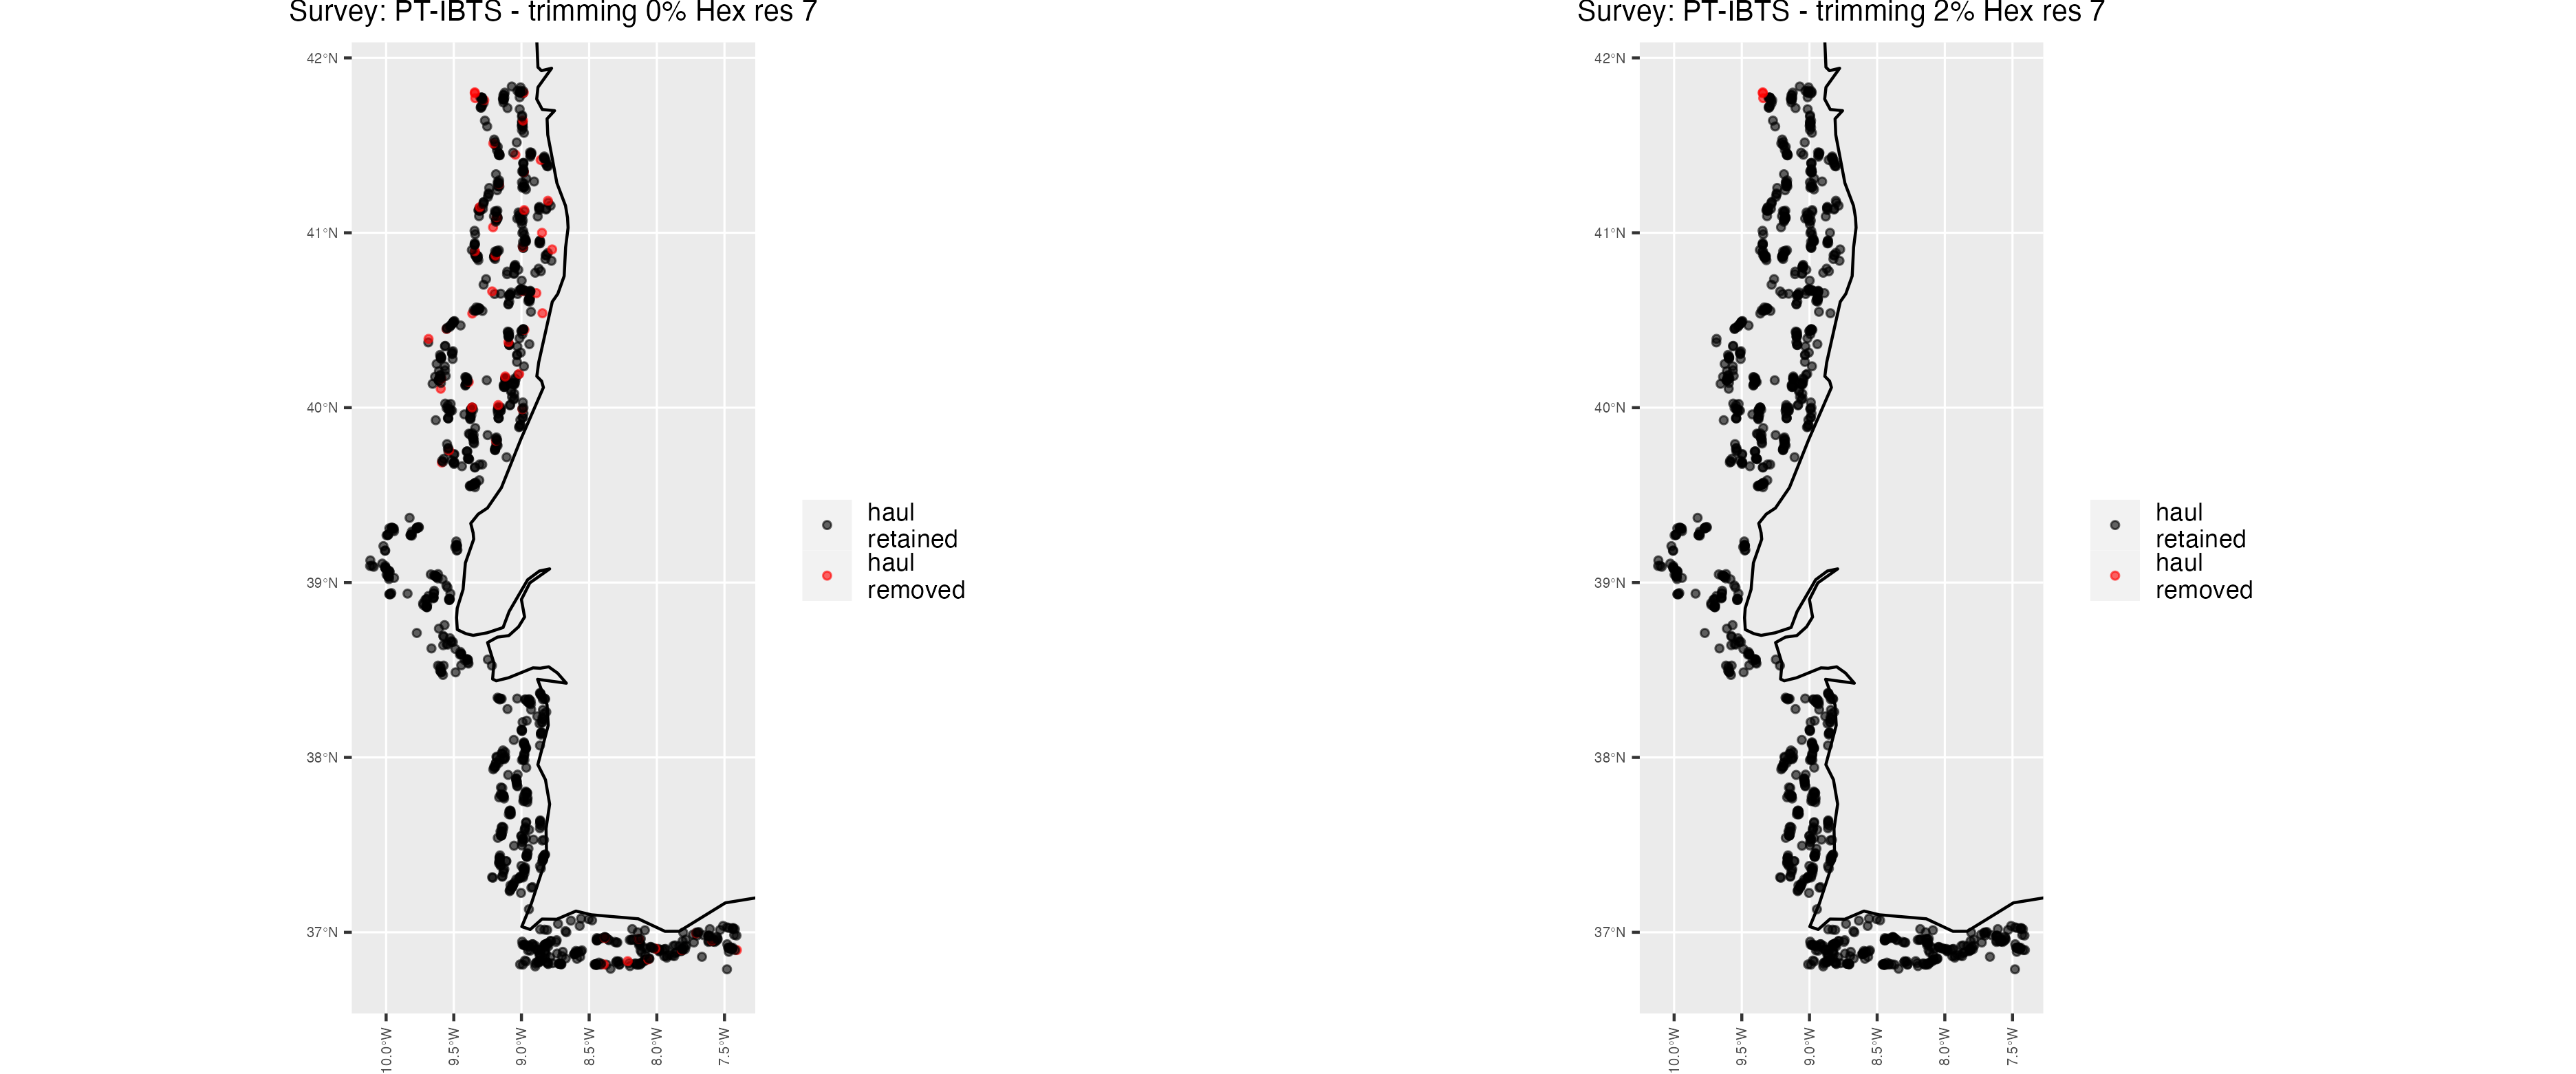 Survey: PT-IBTS - trimming 0% Hex res 7
42°N
41°N
40°N
39°N
38°N
37°N
10.0°W
9.5°W
9.0°W
8.5°W
8.0°W
7.5°W
haul
retained
haul
removed
Survey: PT-IBTS - trimming 2% Hex res 7
42°N
41°N
40°N
39°N
38°N
37°N
10.0°W
9.5°W
9.0°W
8.5°W
8.0°W
7.5°W
haul
retained
haul
removed